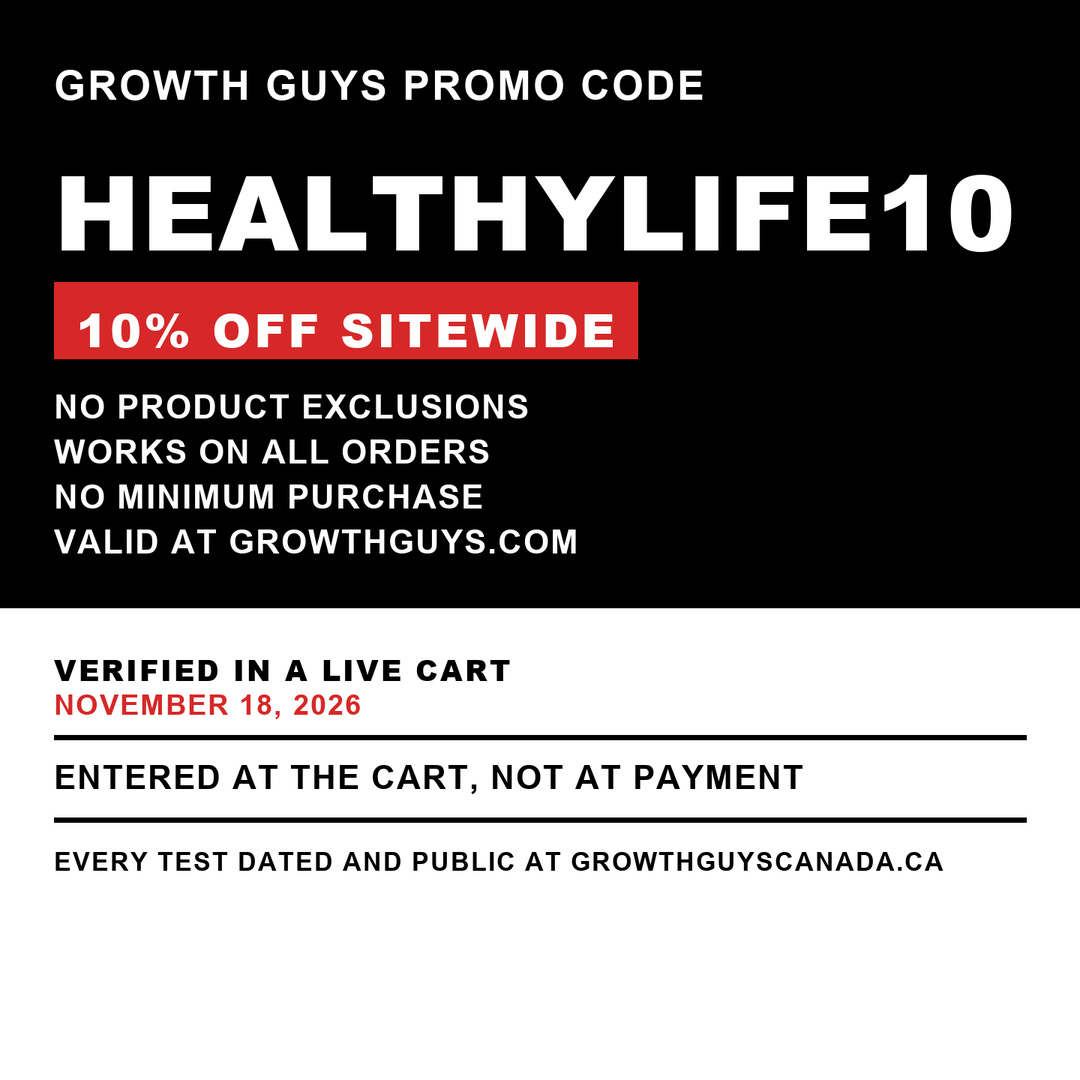 GROWTH GUYS PROMO CODE
HEALTHYLIFE10
10% OFF SITEWIDE
NO PRODUCT EXCLUSIONS
WORKS ON ALL ORDERS
NO MINIMUM PURCHASE
VALID AT GROWTHGUYS.COM
VERIFIED IN A LIVE CART
NOVEMBER 18, 2026
ENTERED AT THE CART, NOT AT PAYMENT
EVERY TEST DATED AND PUBLIC AT GROWTHGUYSCANADA.CA